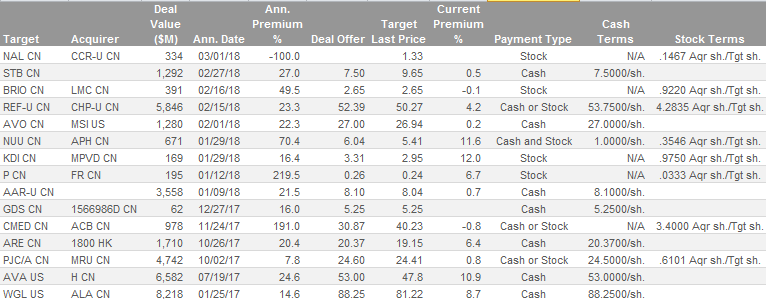 Target Acquirer Deal Value ($M) Ann. Date Ann. Premium % Deal Offer Target Last Price Current Premium % Payment Type Cash Terms Stock Terms
NAL CN CCR-U CN 334 03/01/18 -100.0 1.33 Stock N/A .1467 Aqr sh./Tgt sh.
STB CN 1,292 02/27/18 27.0 7.50 9.65 0.5 Cash 7.5000/sh.
BRIO CN LMC CN 391 02/16/18 49.5 2.65 2.65 -0.1 Stock N/A .9220 Aqr sh./Tgt sh.
REF-U CN CHP-U CN 5,846 02/15/18 23.3 52.39 50.27 4.2 Cash or Stock 53.7500/sh. 4.2835 Aqr sh./Tgt sh.
AVO CN MSI US 1,280 02/01/18 22.3 27.00 26.94 0.2 Cash 27.0000/sh.
NUU CN APH CN 671 01/29/18 70.4 6.04 5.41 11.6 Cash and Stock 1.0000/sh. .3546 Aqr sh./Tgt sh.
KDI CN MPVD CN 169 01/29/18 16.4 3.31 2.95 12.0 Stock N/A .9750 Aqr sh./Tgt sh.
P CN FR CN 195 01/12/18 219.5 0.26 0.24 6.7 Stock N/A .0333 Aqr sh./Tgt sh.
AAR-U CN 3,558 01/09/18 21.5 8.10 8.04 0.7 Cash 8.1000/sh.
GDS CN 1566986D CN 62 12/27/17 16.0 5.25 5.25 Cash 5.2500/sh.
CMED CN ACB CN 978 11/24/17 191.0 30.87 30.87 -0.8 Cash or Stock N/A 3.4000 Aqr sh./Tgt sh.
ARE CN 1800 HK 1,710 10/26/17 20.4 20.37 19.15 6.4 Cash 20.3700/sh.
PJC/A CN MRU CN 4,742 10/02/17 7.8 24.60 24.41 0.8 Cash or Stock 24.5000/sh. .6101 Aqr sh./Tgt sh.
AVA US H CN 6,582 07/19/17 24.6 53.00 47.8 10.9 Cash 53.0000/sh.
WGL US ALA CN 8,218 01/25/17 14.6 88.25 81.22 8.7 Cash 88.2500/sh.